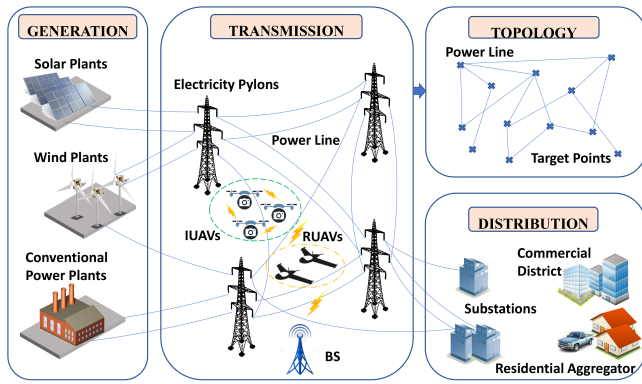 GENERATION
Solar Plants
Wind Plants
Conventional
Power Plants
TRANSMISSION
Electricity Pylons
Power Line
IUAVs
RUAVs
BS
TOPOLOGY
Power Line
Target Points
DISTRIBUTION
Commercial
District
Substations
Residential Aggregator